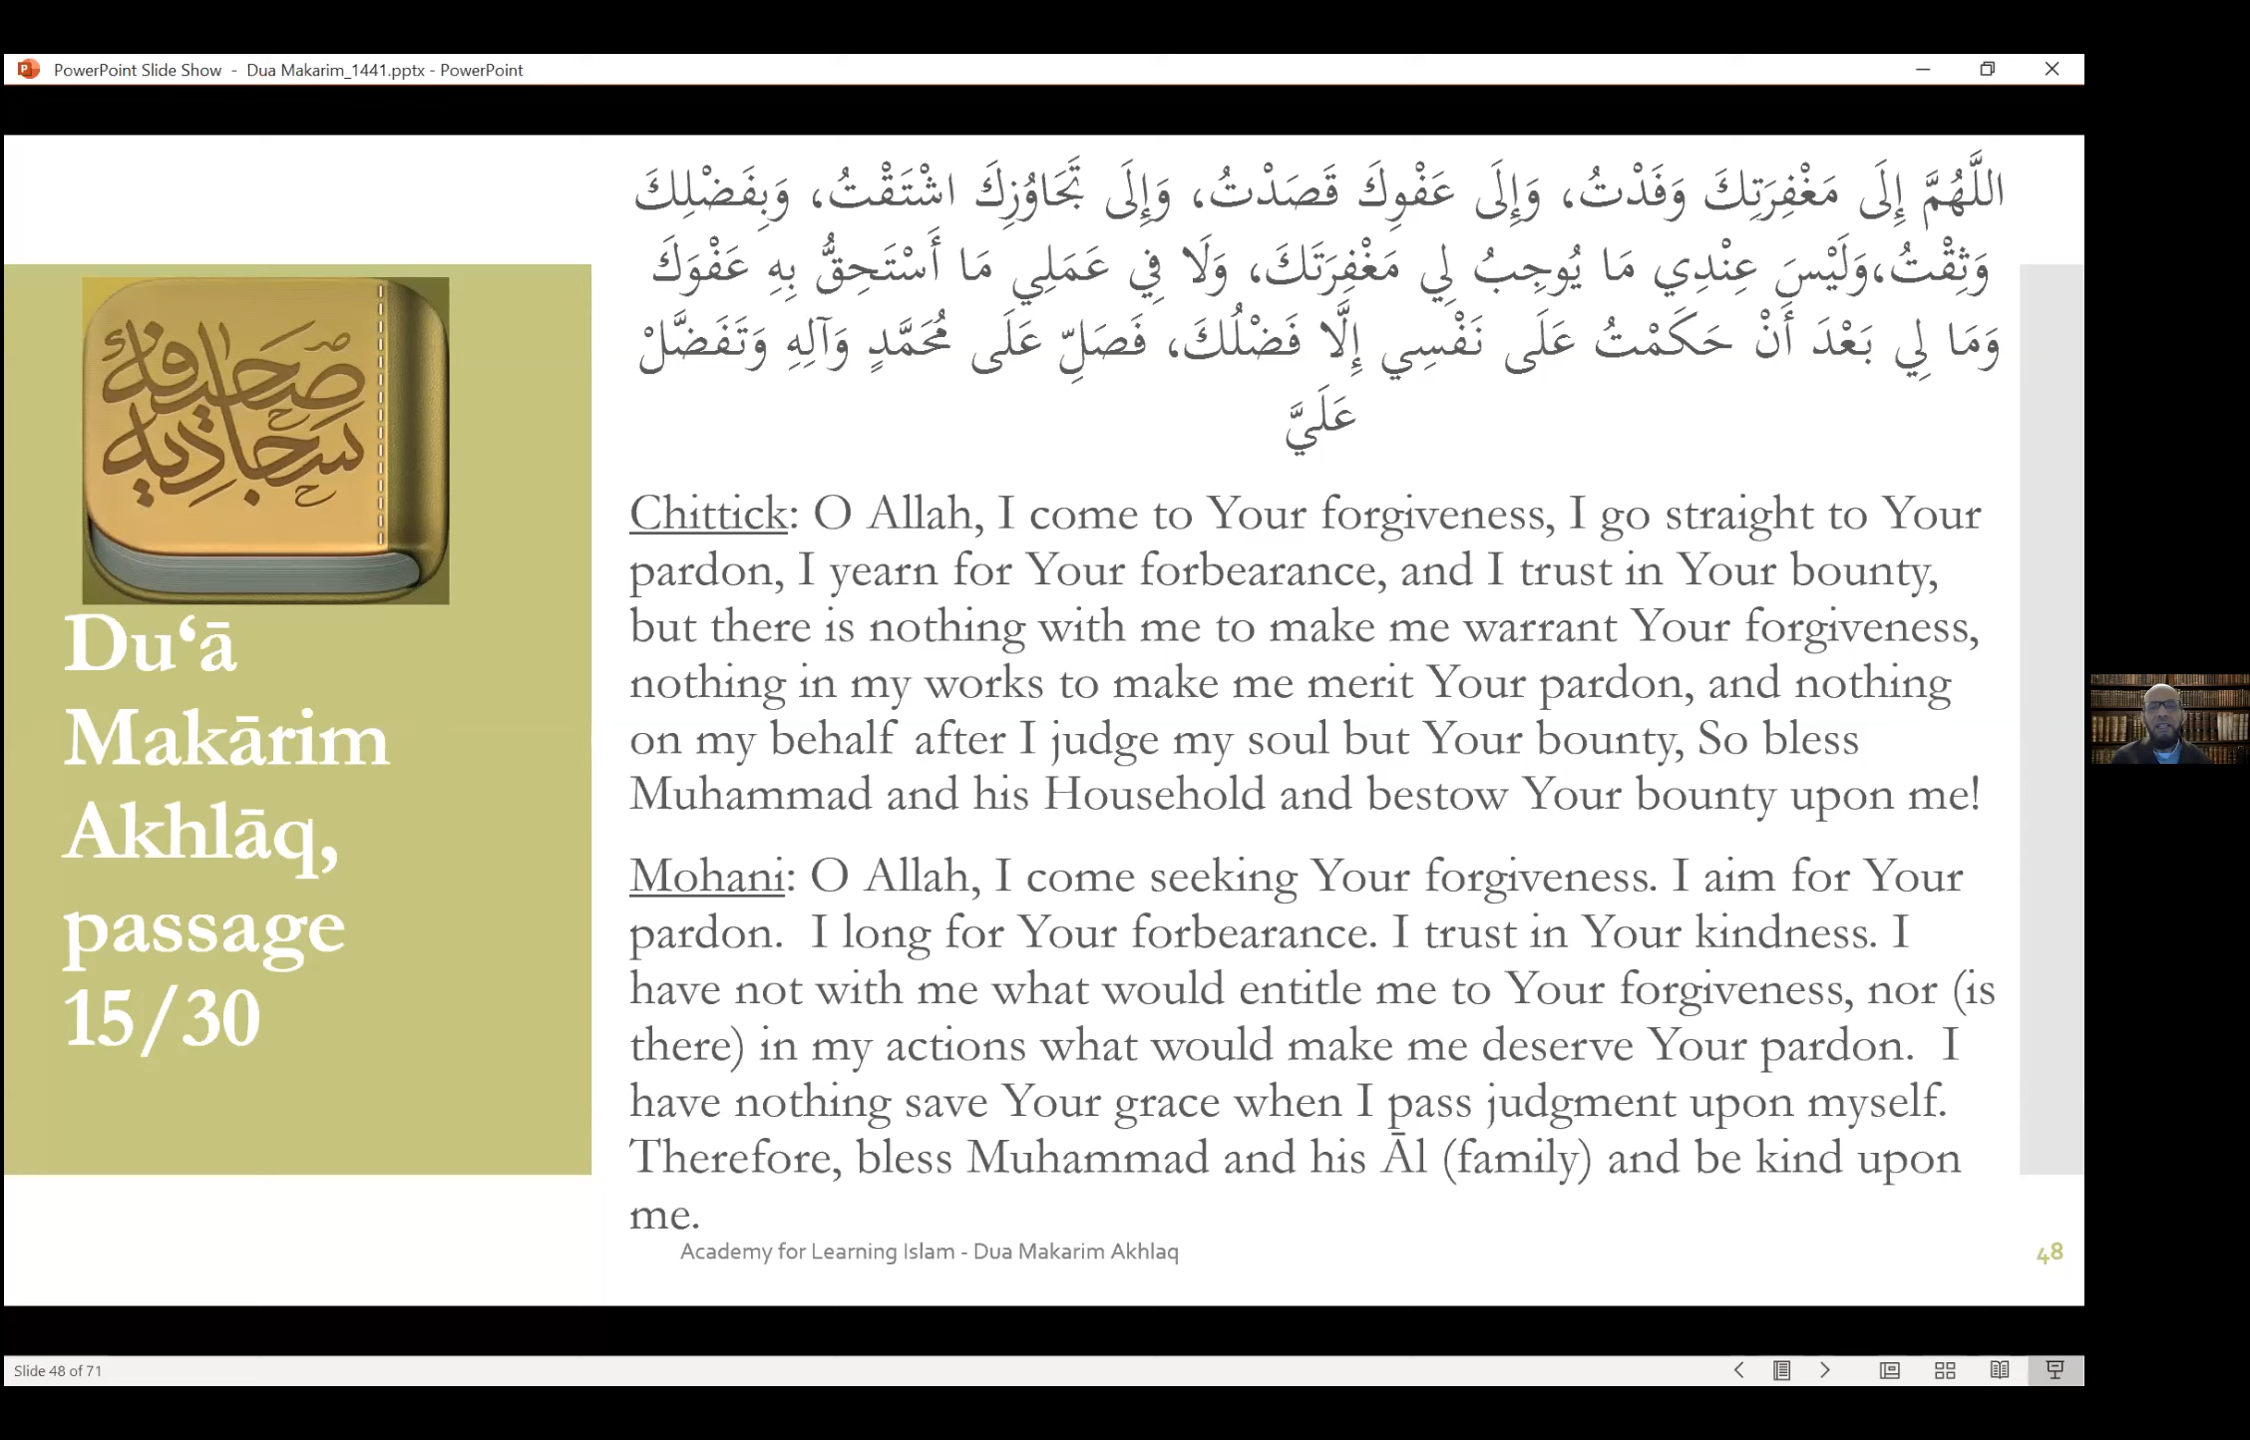 PowerPoint Slide Show - Dua Makarim_1441.pptx - PowerPoint
اللَّهُمَّ إِلَى مَغْفِرَتِكَ وَفَدْتُ، وَإِلَى عَفْوِكَ قَصَدْتُ، وَإِلَى تَجَاوُزِكَ اشْتَقْتُ، وَبِفَضْلِكَ
وَثِقْتُ،وَلَيْسَ عِنْدِي مَا يُوجِبُ لِي مَغْفِرَتَكَ، وَلَا فِي عَمَلِي مَا أَسْتَحِقُّ بِهِ عَفْوَكَ
وَمَا لِي بَعْدَ أَنْ حَكَمْتُ عَلَى نَفْسِي إِلَّا فَضْلُكَ، فَصَلِّ عَلَى مُحَمَّدٍ وَآلِهِ وَتَفَضَّلْ
عَلَيَّ
صحيفة
سجاذيه
Du‘ā
Makārim
Akhlāq,
passage
15/30
Chittick: O Allah, I come to Your forgiveness, I go straight to Your
pardon, I yearn for Your forbearance, and I trust in Your bounty,
but there is nothing with me to make me warrant Your forgiveness,
nothing in my works to make me merit Your pardon, and nothing
on my behalf after I judge my soul but Your bounty, So bless
Muhammad and his Household and bestow Your bounty upon me!
Mohani: O Allah, I come seeking Your forgiveness. I aim for Your
pardon. I long for Your forbearance. I trust in Your kindness. I
have not with me what would entitle me to Your forgiveness, nor (is
there) in my actions what would make me deserve Your pardon. I
have nothing save Your grace when I pass judgment upon myself.
Therefore, bless Muhammad and his Āl (family) and be kind upon
me.
Academy for Learning Islam - Dua Makarim Akhlaq
48
Slide 48 of 71